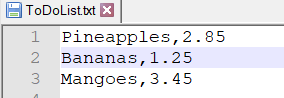 ToDoList.txt
1 Pineapples,2.85
2 Bananas,1.25
3 Mangoes,3.45